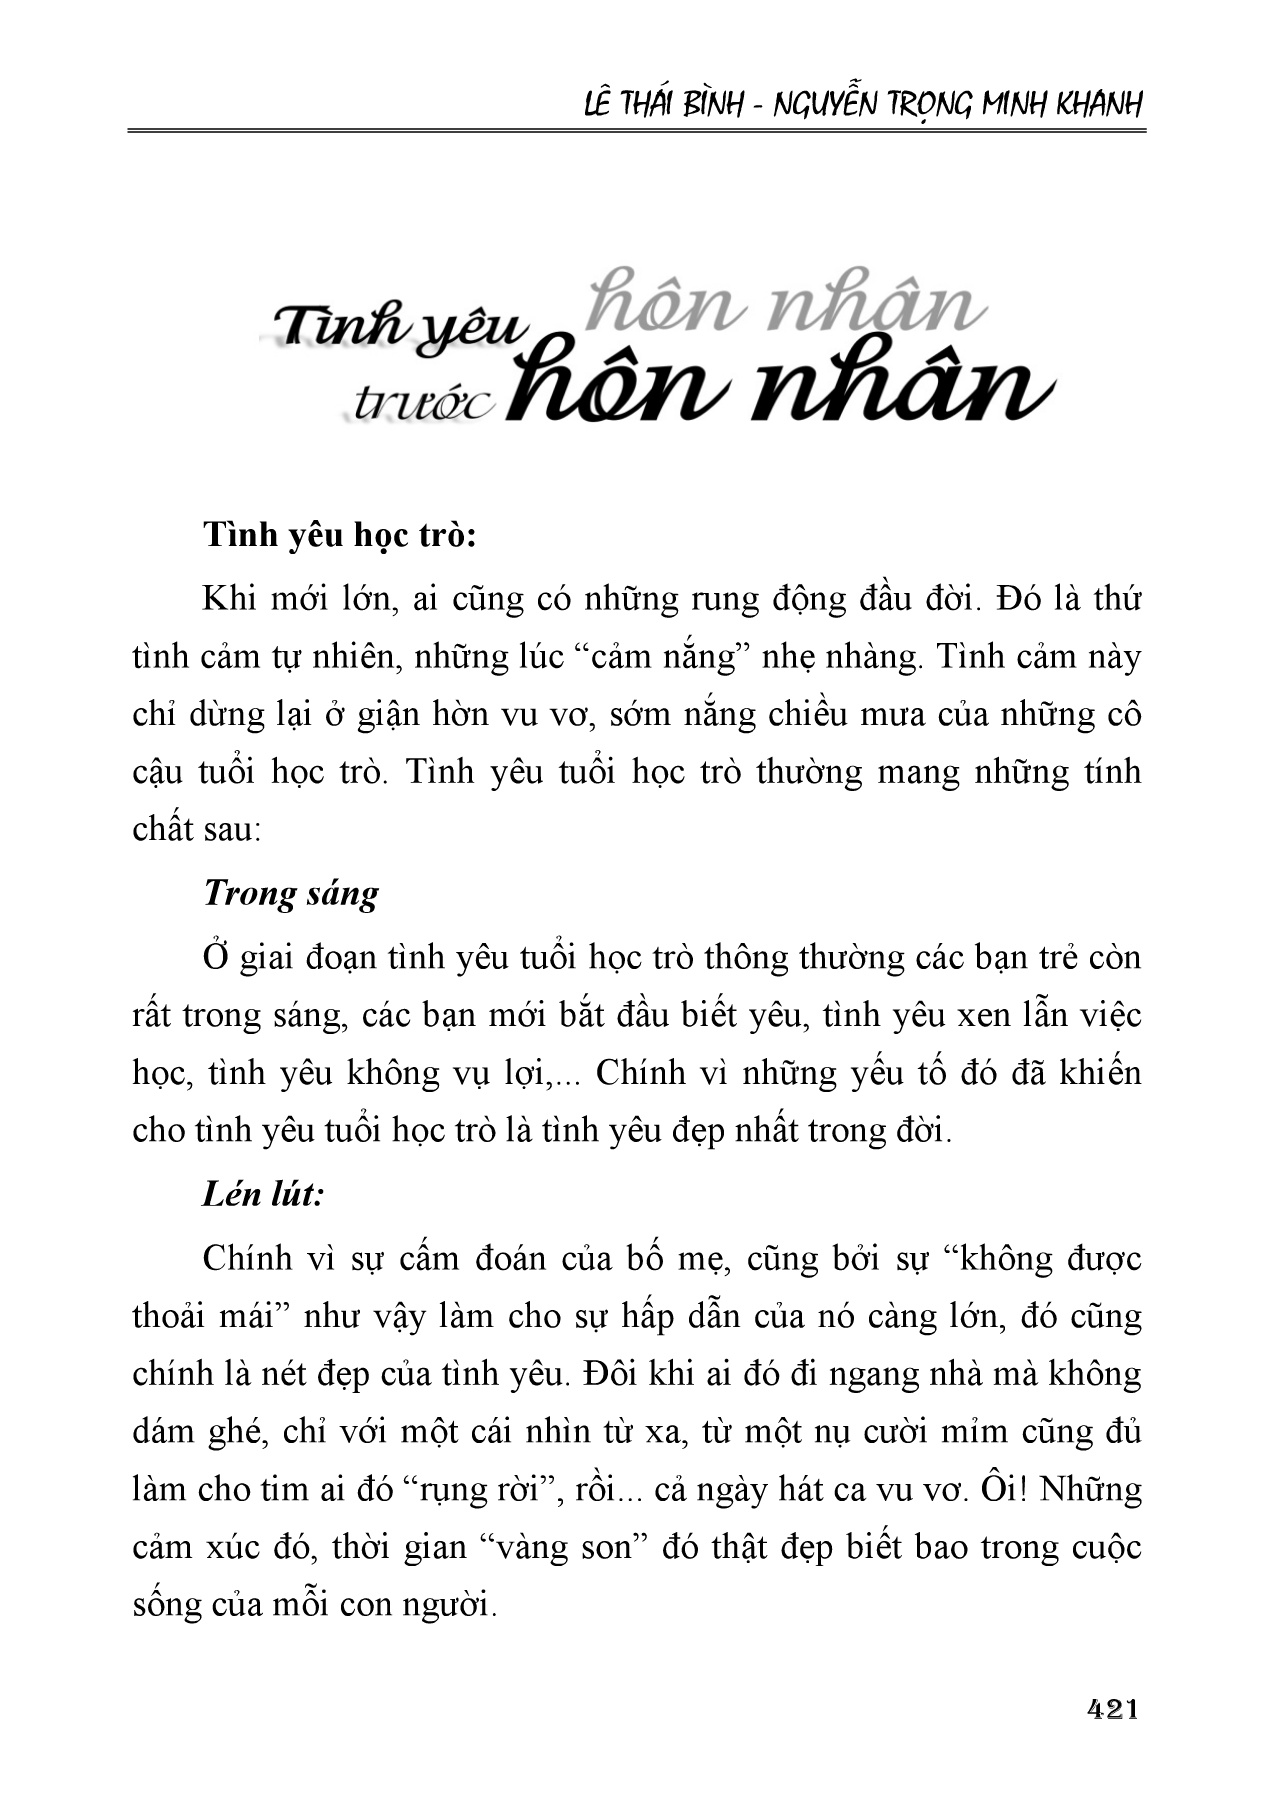 LÊ THÁI BÌNH - NGUYỄN TRỌNG MINH KHANH
hôn nhân
Tình yêu
trước hôn nhân
Tình yêu học trò:
Khi mới lớn, ai cũng có những rung động đầu đời. Đó là thứ
tình cảm tự nhiên, những lúc “cảm nắng” nhẹ nhàng. Tình cảm này
chỉ dừng lại ở giận hờn vu vơ, sớm nắng chiều mưa của những cô
cậu tuổi học trò. Tình yêu tuổi học trò thường mang những tính
chất sau:
Trong sáng
Ở giai đoạn tình yêu tuổi học trò thông thường các bạn trẻ còn
rất trong sáng, các bạn mới bắt đầu biết yêu, tình yêu xen lẫn việc
học, tình yêu không vụ lợi,... Chính vì những yếu tố đó đã khiến
cho tình yêu tuổi học trò là tình yêu đẹp nhất trong đời.
Lén lút:
Chính vì sự cấm đoán của bố mẹ, cũng bởi sự “không được
thoải mái” như vậy làm cho sự hấp dẫn của nó càng lớn, đó cũng
chính là nét đẹp của tình yêu. Đôi khi ai đó đi ngang nhà mà không
dám ghé, chỉ với một cái nhìn từ xa, từ một nụ cười mỉm cũng đủ
làm cho tim ai đó “rụng rời”, rồi... cả ngày hát ca vu vơ. Ôi! Những
cảm xúc đó, thời gian “vàng son” đó thật đẹp biết bao trong cuộc
sống của mỗi con người.
421